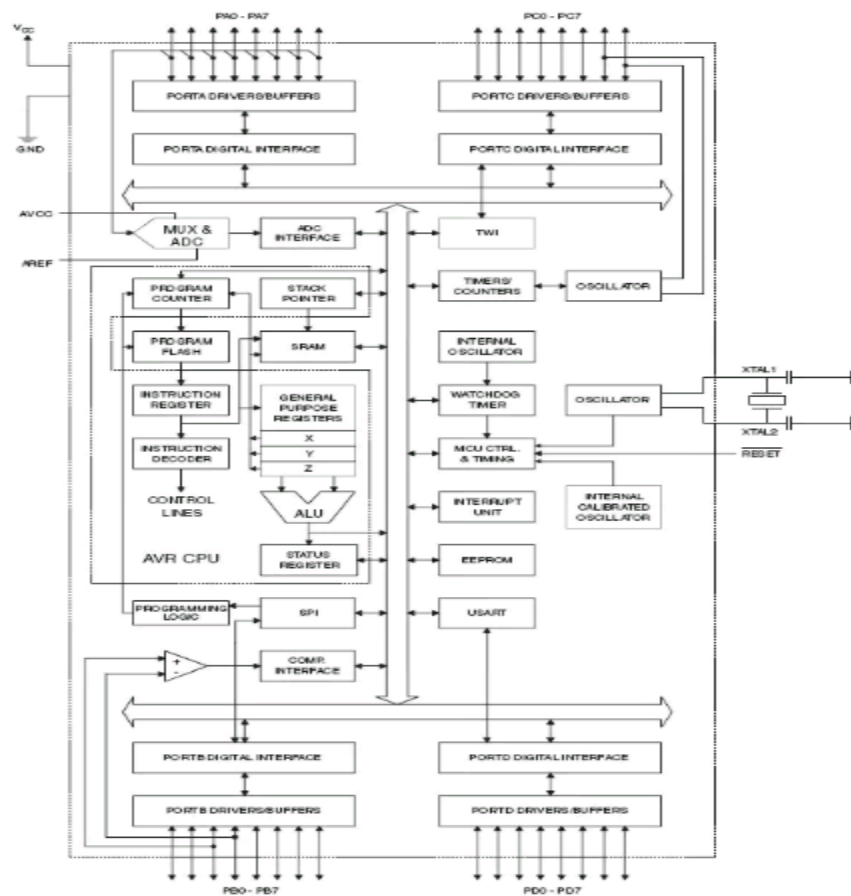 PA0 - PA7
PC0 - PC7
VCC
PORTA DRIVERS/BUFFERS
PORTC DRIVERS/BUFFERS
GND
PORTA DIGITAL INTERFACE
PORTC DIGITAL INTERFACE
AVCC
MUX &
ADC
ADC
INTERFACE
TWI
AREF
PROGRAM
COUNTER
STACK
POINTER
TIMERS/
COUNTERS
OSCILLATOR
PROGRAM
FLASH
SRAM
INTERNAL
OSCILLATOR
XTAL1
INSTRUCTION
REGISTER
GENERAL
PURPOSE
REGISTERS
WATCHDOG
TIMER
OSCILLATOR
XTAL2
X
Y
Z
INSTRUCTION
DECODER
MCU CTRL.
& TIMING
RESET
CONTROL
LINES
ALU
INTERRUPT
UNIT
INTERNAL
CALIBRATED
OSCILLATOR
AVR CPU
STATUS
REGISTER
EEPROM
PROGRAMMING
LOGIC
SPI
USART
+
-
COMP.
INTERFACE
PORTB DIGITAL INTERFACE
PORTD DIGITAL INTERFACE
PORTB DRIVERS/BUFFERS
PORTD DRIVERS/BUFFERS
PB0 - PB7
PD0 - PD7